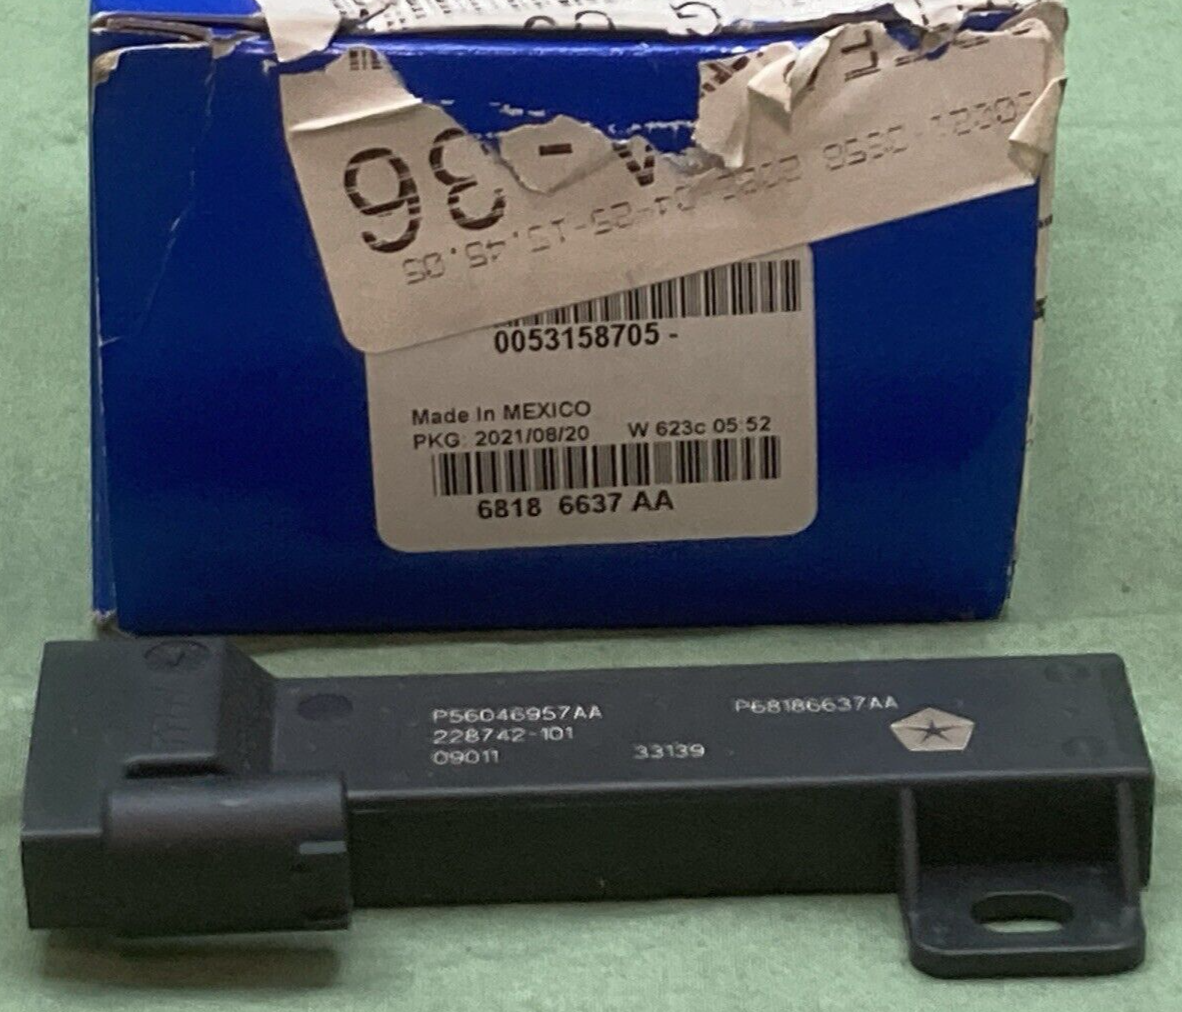 36 - A
0053158705 -
Made In MEXICO
PKG: 2021/08/20 W 623c 05:52
6818 6637 AA
P56046957AA P68186637AA
228742-101
09011 33139